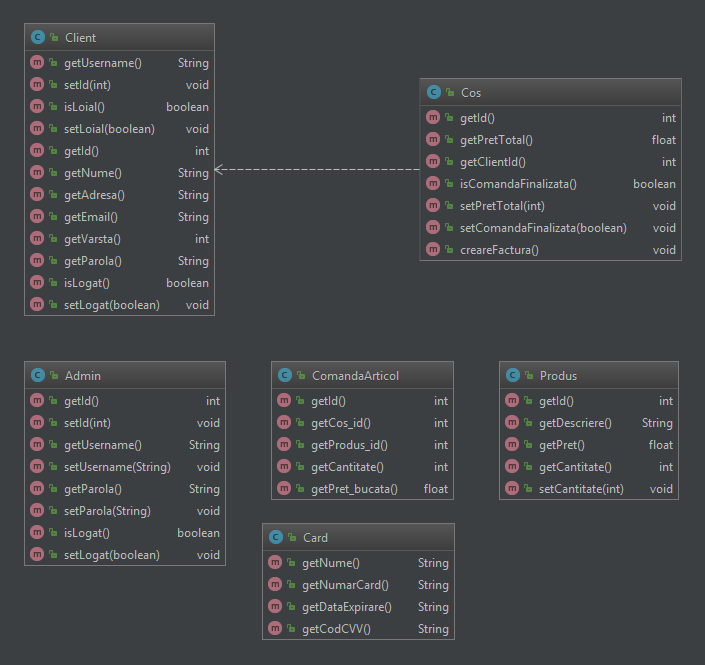 Client
getUsername() String
setId(int) void
isLoial() boolean
setLoial(boolean) void
getId() int
getNume() String
getAdresa() String
getEmail() String
getVarsta() int
getParola() String
isLogat() boolean
setLogat(boolean) void
Cos
getId() int
getPretTotal() float
getClientId() int
isComandaFinalizata() boolean
setPretTotal(int) void
setComandaFinalizata(boolean) void
creareFactura() void
Admin
getId() int
setId(int) void
getUsername() String
setUsername(String) void
getParola() String
setParola(String) void
isLogat() boolean
setLogat(boolean) void
ComandaArticol
getId() int
getCos_id() int
getProdus_id() int
getCantitate() int
getPret_bucata() float
Produs
getId() int
getDescriere() String
getPret() float
getCantitate() int
setCantitate(int) void
Card
getNume() String
getNumarCard() String
getDataExpirare() String
getCodCVV() String